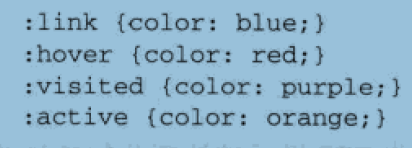 :link {color: blue;}
:hover {color: red;}
:visited {color: purple;}
:active {color: orange;}